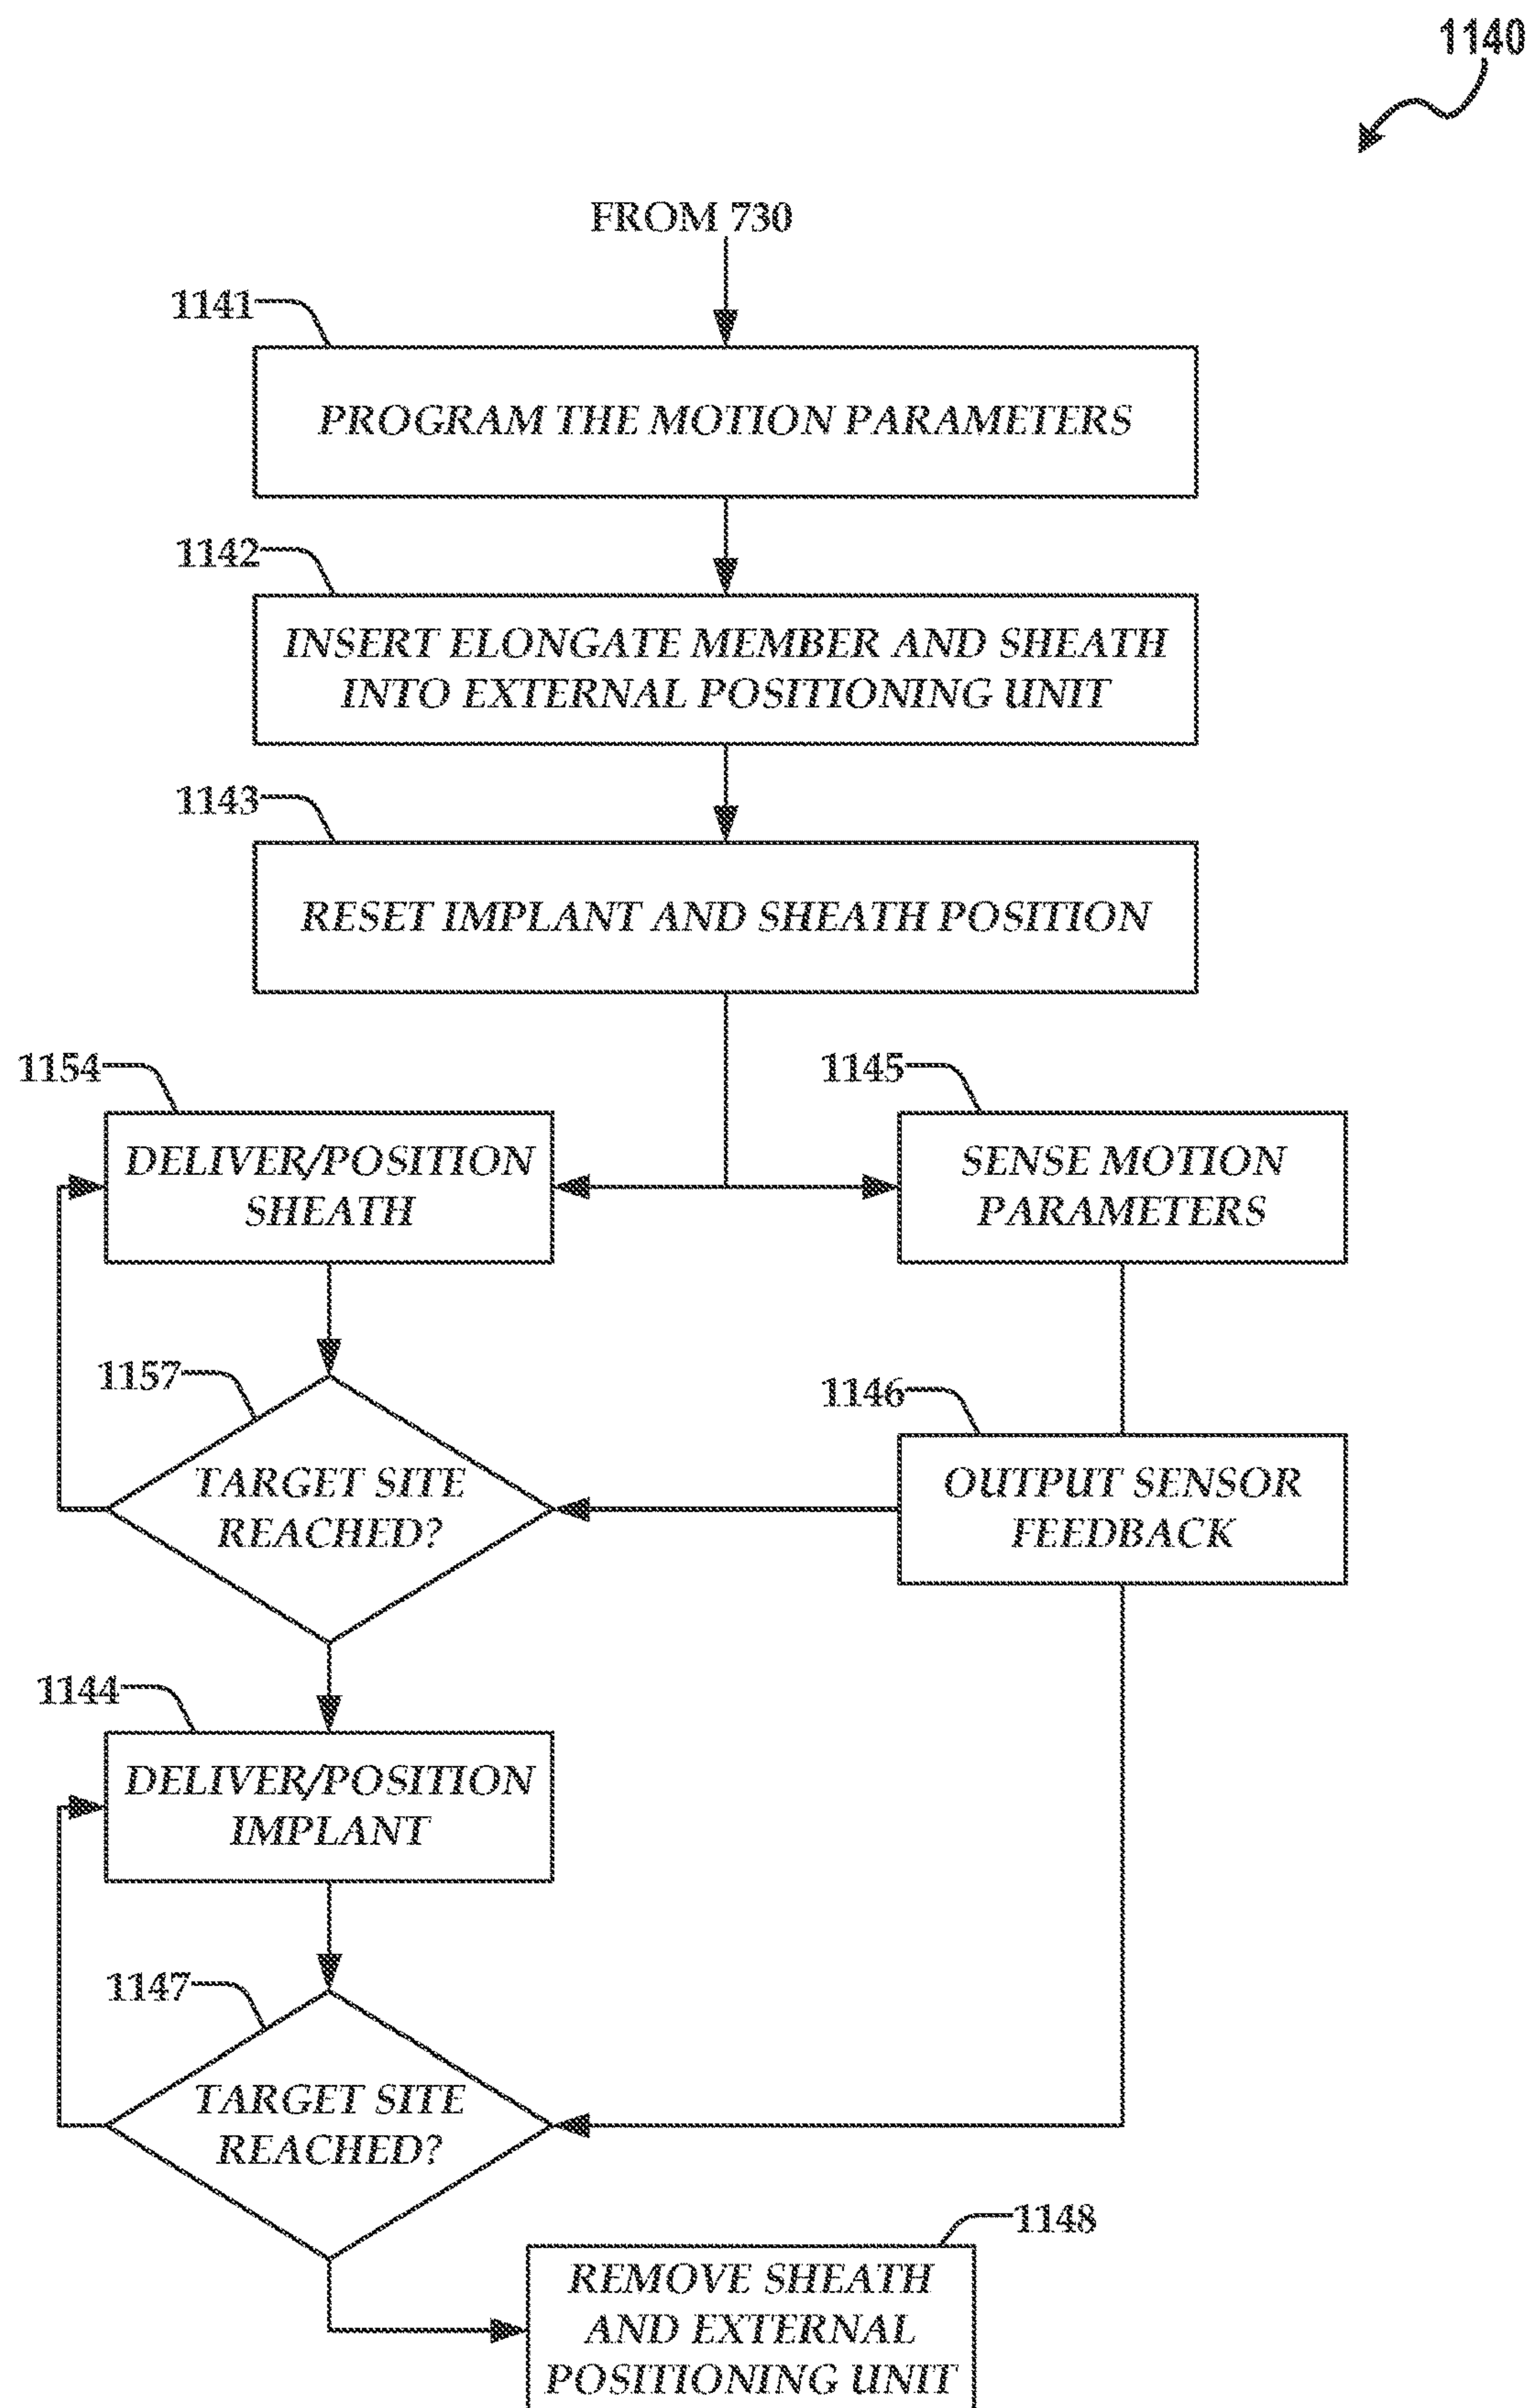 1140
FROM 730
1141
PROGRAM THE MOTION PARAMETERS
1142
INSERT ELONGATE MEMBER AND SHEATH
INTO EXTERNAL POSITIONING UNIT
1143
RESET IMPLANT AND SHEATH POSITION
1154
DELIVER/POSITION
SHEATH
1145
SENSE MOTION
PARAMETERS
1157
TARGET SITE
REACHED?
1146
OUTPUT SENSOR
FEEDBACK
1144
DELIVER/POSITION
IMPLANT
1147
TARGET SITE
REACHED?
1148
REMOVE SHEATH
AND EXTERNAL
POSITIONING UNIT